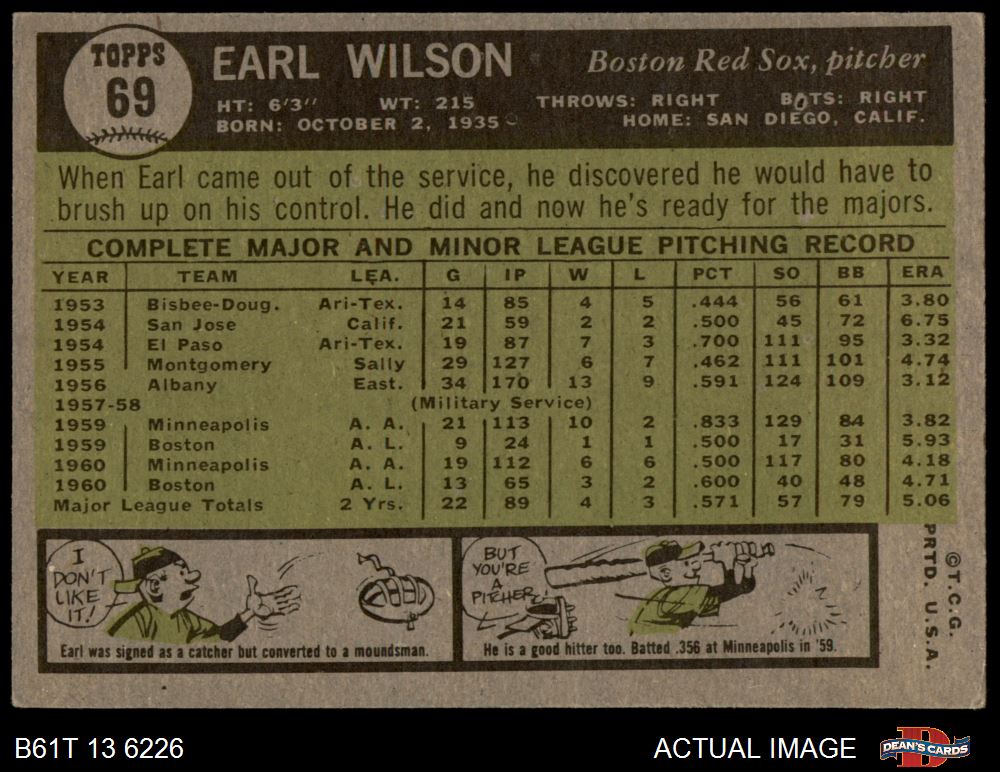 TOPPS
69
EARL WILSON
Boston Red Sox, pitcher
HT: 6'3" WT: 215 THROWS: RIGHT BATS: RIGHT
BORN: OCTOBER 2, 1935 HOME: SAN DIEGO, CALIF.
When Earl came out of the service, he discovered he would have to
brush up on his control. He did and now he's ready for the majors.
COMPLETE MAJOR AND MINOR LEAGUE PITCHING RECORD
YEAR TEAM LEA. G IP W L PCT SO BB ERA
1953 Bisbee-Doug. Ari-Tex. 14 85 4 5 .444 56 61 3.80
1954 San Jose Calif. 21 59 2 2 .500 45 72 6.75
1954 El Paso Ari-Tex. 19 87 7 3 .700 111 95 3.32
1955 Montgomery Sally 29 127 6 7 .462 111 101 4.74
1956 Albany East. 34 170 13 9 .591 124 109 3.12
1957-58 (Military Service)
1959 Minneapolis A. A. 21 113 10 2 .833 129 84 3.82
1959 Boston A. L. 9 24 1 1 .500 17 31 5.93
1960 Minneapolis A. A. 19 112 6 6 .500 117 80 4.18
1960 Boston A. L. 13 65 3 2 .600 40 48 4.71
Major League Totals 2 Yrs. 22 89 4 3 .571 57 79 5.06
I
DON'T
LIKE
IT!
Earl was signed as a catcher but converted to a moundsman.
BUT
YOU'RE
A
PITCHER
He is a good hitter too. Batted .356 at Minneapolis in '59.
©T.C.G.
PRTD. U.S.A.
B61T 13 6226
ACTUAL IMAGE
D
DEAN'S CARDS